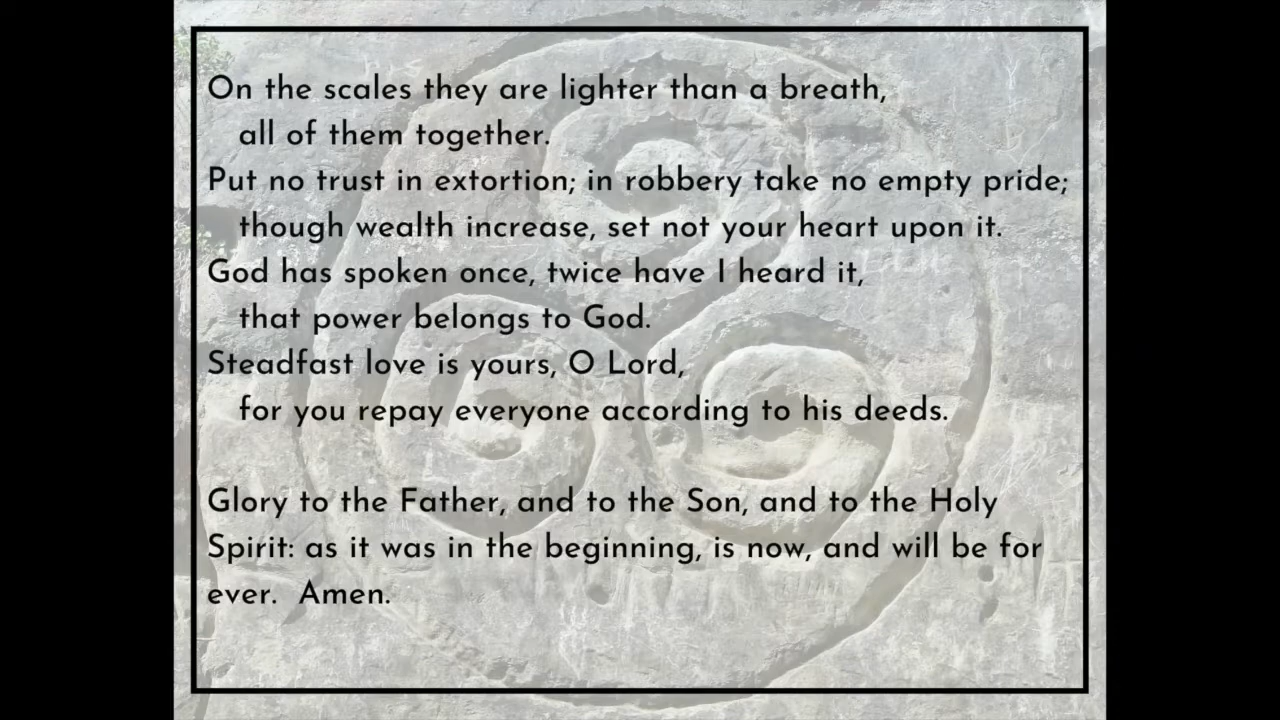 On the scales they are lighter than a breath,
all of them together.
Put no trust in extortion; in robbery take no empty pride;
though wealth increase, set not your heart upon it.
God has spoken once, twice have I heard it,
that power belongs to God.
Steadfast love is yours, O Lord,
for you repay everyone according to his deeds.
Glory to the Father, and to the Son, and to the Holy
Spirit: as it was in the beginning, is now, and will be for
ever. Amen.